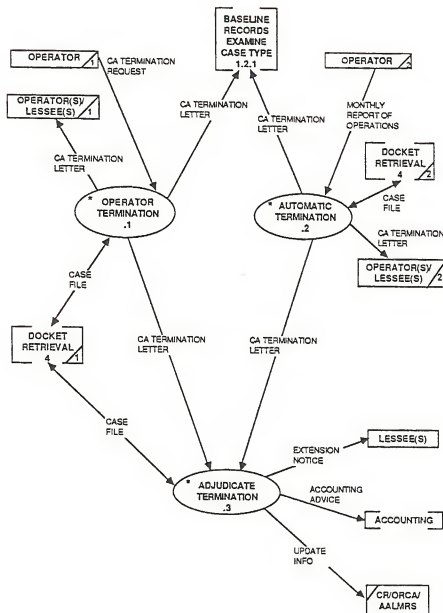 BASELINE
RECORDS
EXAMINE
CASE TYPE
1.2.1
OPERATOR
1
CA TERMINATION
REQUEST
OPERATOR
2
OPERATOR(S)/
LESSEE(S)
1
CA TERMINATION
LETTER
CA TERMINATION
LETTER
MONTHLY
REPORT OF
OPERATIONS
DOCKET
RETRIEVAL
4
2
CA TERMINATION
LETTER
* OPERATOR
TERMINATION
.1
* AUTOMATIC
TERMINATION
.2
CASE
FILE
CA TERMINATION
LETTER
OPERATOR(S)/
LESSEE(S)
2
CASE
FILE
DOCKET
RETRIEVAL
4
1
CA TERMINATION
LETTER
CA TERMINATION
LETTER
CASE
FILE
EXTENSION
NOTICE
LESSEE(S)
* ADJUDICATE
TERMINATION
.3
ACCOUNTING
ADVICE
ACCOUNTING
UPDATE
INFO
CR/ORCA/
AALMRS